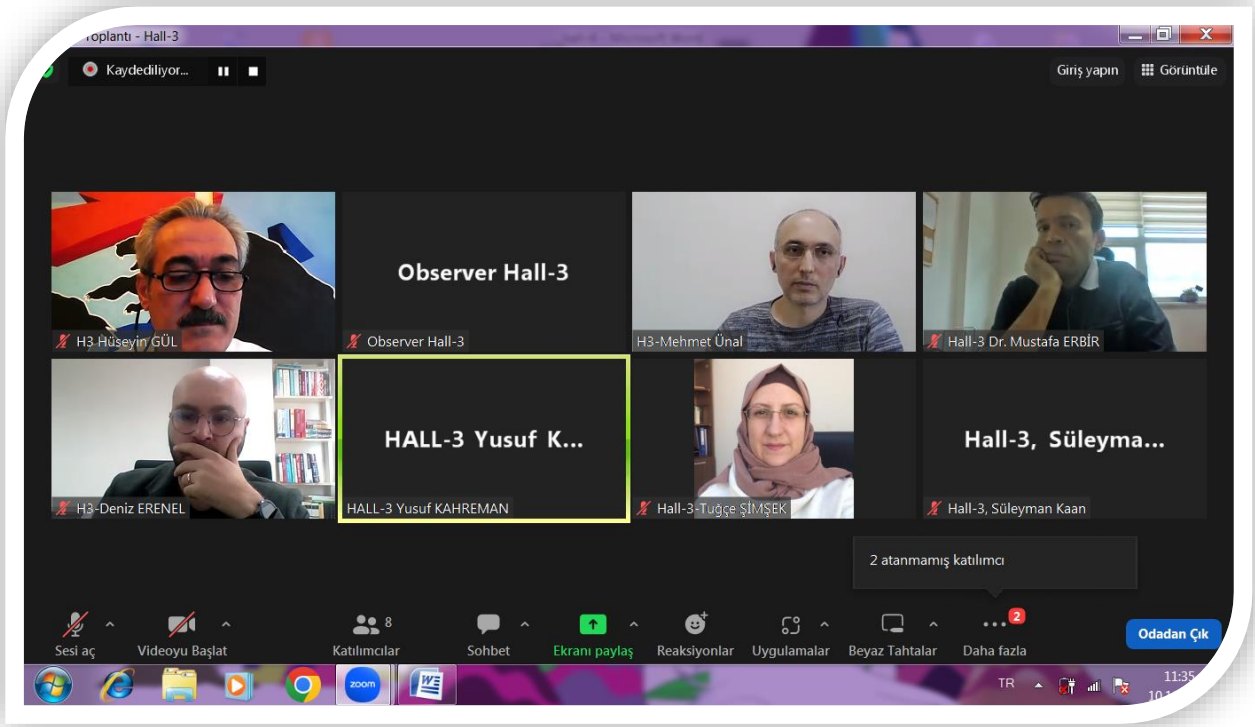 Toplantı - Hall-3
Kaydediliyor...
Giriş yapın
Görüntüle
Observer Hall-3
H3 Hüseyin GÜL
Observer Hall-3
H3-Mehmet Ünal
Hall-3 Dr. Mustafa ERBİR
HALL-3 Yusuf K...
Hall-3, Süleyma...
H3-Deniz ERENEL
HALL-3 Yusuf KAHREMAN
Hall-3-Tuğçe ŞİMŞEK
Hall-3, Süleyman Kaan
2 atanmamış katılımcı
8
2
Sesi aç
Videoyu Başlat
Katılımcılar
Sohbet
Ekranı paylaş
Reaksiyonlar
Uygulamalar
Beyaz Tahtalar
Daha fazla
Odadan Çık
zoom
W
TR
11:35